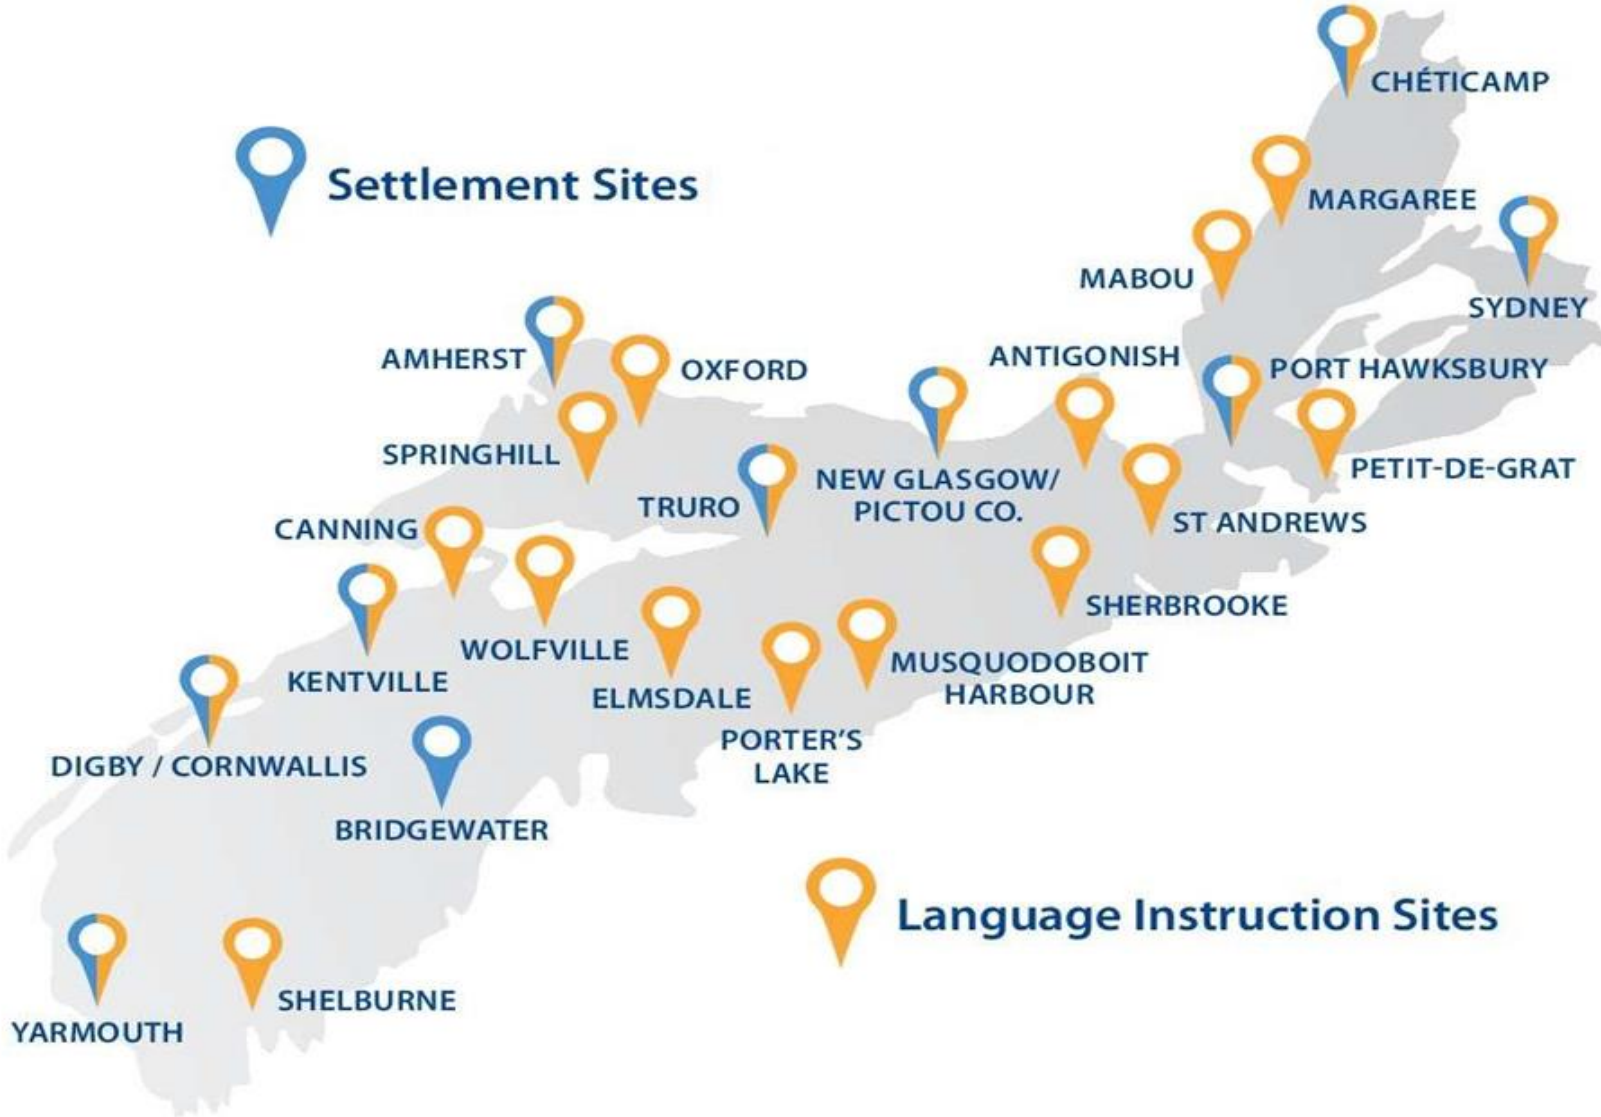 CHÉTICAMP
Settlement Sites
MARGAREE
MABOU
SYDNEY
AMHERST
OXFORD
ANTIGONISH
PORT HAWKSBURY
SPRINGHILL
TRURO
NEW GLASGOW/
PICTOU CO.
PETIT-DE-GRAT
ST ANDREWS
CANNING
SHERBROOKE
WOLFVILLE
KENTVILLE
ELMSDALE
MUSQUODOBOIT
HARBOUR
PORTER'S
LAKE
DIGBY / CORNWALLIS
BRIDGEWATER
Language Instruction Sites
SHELBURNE
YARMOUTH